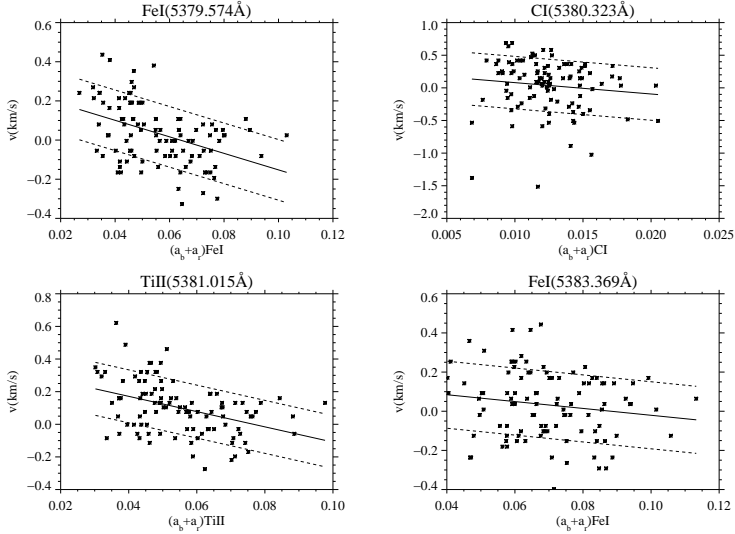 FeI(5379.574Å)
0.6
0.4
0.2
0.0
−0.2
−0.4
v(km/s)
0.02 0.04 0.06 0.08 0.10 0.12
(a_b+a_r)FeI
CI(5380.323Å)
1.0
0.5
0.0
−0.5
−1.0
−1.5
−2.0
v(km/s)
0.005 0.010 0.015 0.020 0.025
(a_b+a_r)CI
TiII(5381.015Å)
0.8
0.6
0.4
0.2
0.0
−0.2
−0.4
v(km/s)
0.02 0.04 0.06 0.08 0.10
(a_b+a_r)TiII
FeI(5383.369Å)
0.6
0.4
0.2
0.0
−0.2
−0.4
v(km/s)
0.04 0.06 0.08 0.10 0.12
(a_b+a_r)FeI